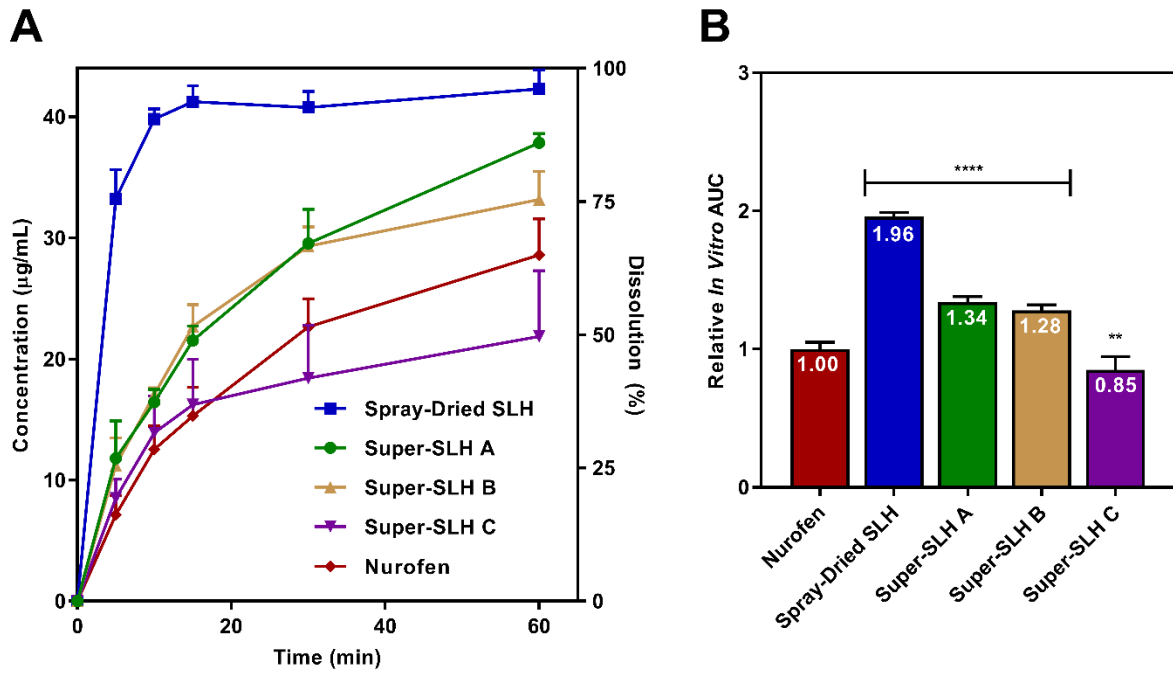 A
Concentration (µg/mL)
40
30
20
10
0
0
20
40
60
Time (min)
100
75
50
25
0
Dissolution (%)
Spray-Dried SLH
Super-SLH A
Super-SLH B
Super-SLH C
Nurofen
B
Relative In Vitro AUC
3
2
1
0
****
**
1.00
1.96
1.34
1.28
0.85
Nurofen
Spray-Dried SLH
Super-SLH A
Super-SLH B
Super-SLH C